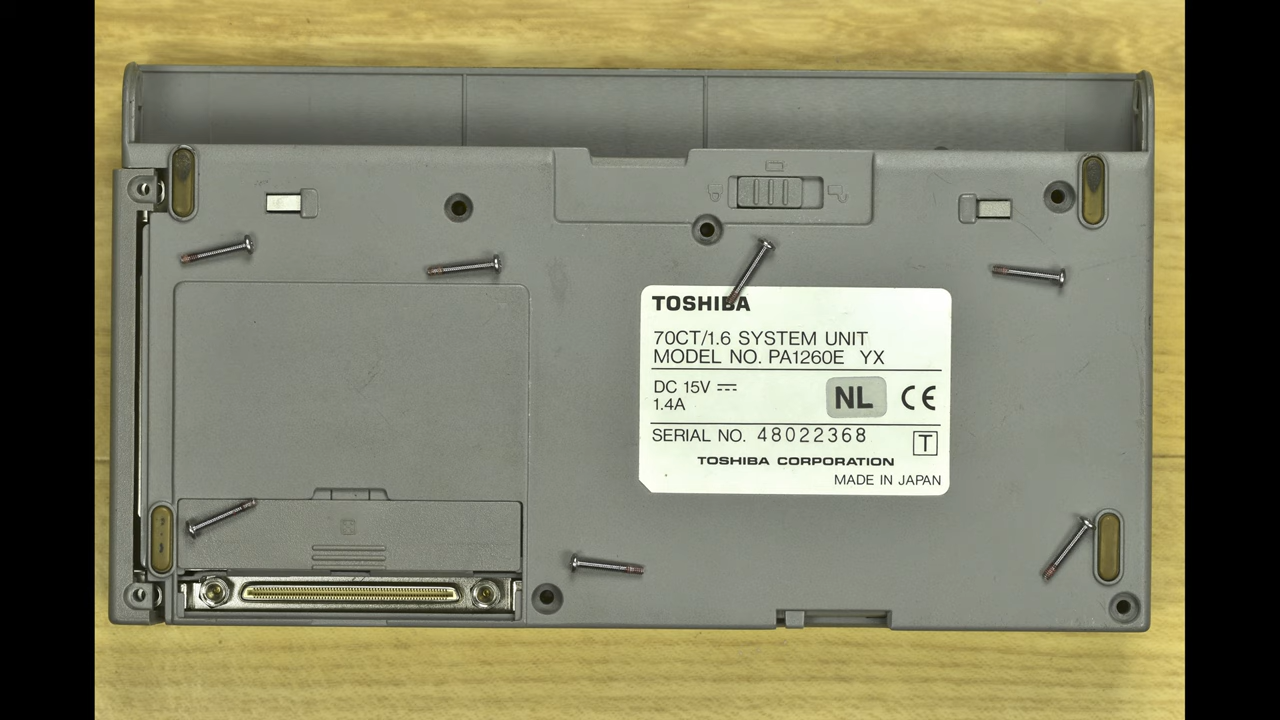 TOSHIBA
70CT/1.6 SYSTEM UNIT
MODEL NO. PA1260E YX
DC 15V
1.4A
NL CE
SERIAL NO. 48022368
T
TOSHIBA CORPORATION
MADE IN JAPAN